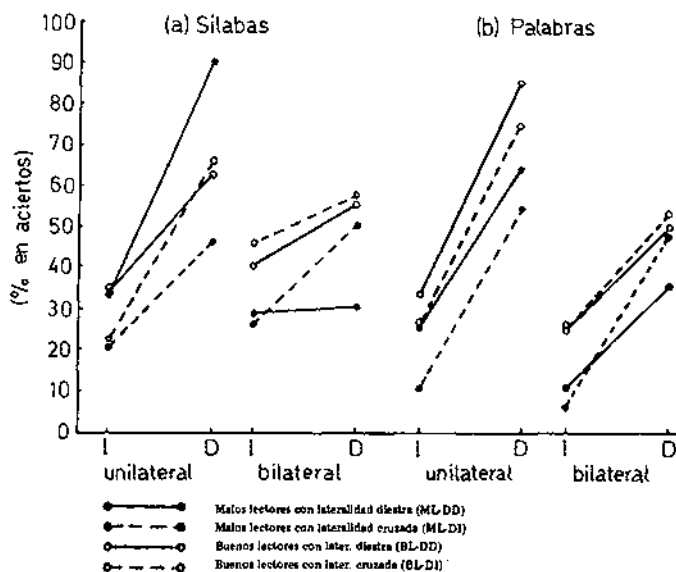 (a) Sílabas (b) Palabras
(% en aciertos)
100
90
80
70
60
50
40
30
20
10
0
I D I D I D I D
unilateral bilateral unilateral bilateral
Malos lectores con lateralidad diestra (ML-DD)
Malos lectores con lateralidad cruzada (ML-DI)
Buenos lectores con later. diestra (BL-DD)
Buenos lectores con later. cruzada (BL-DI)